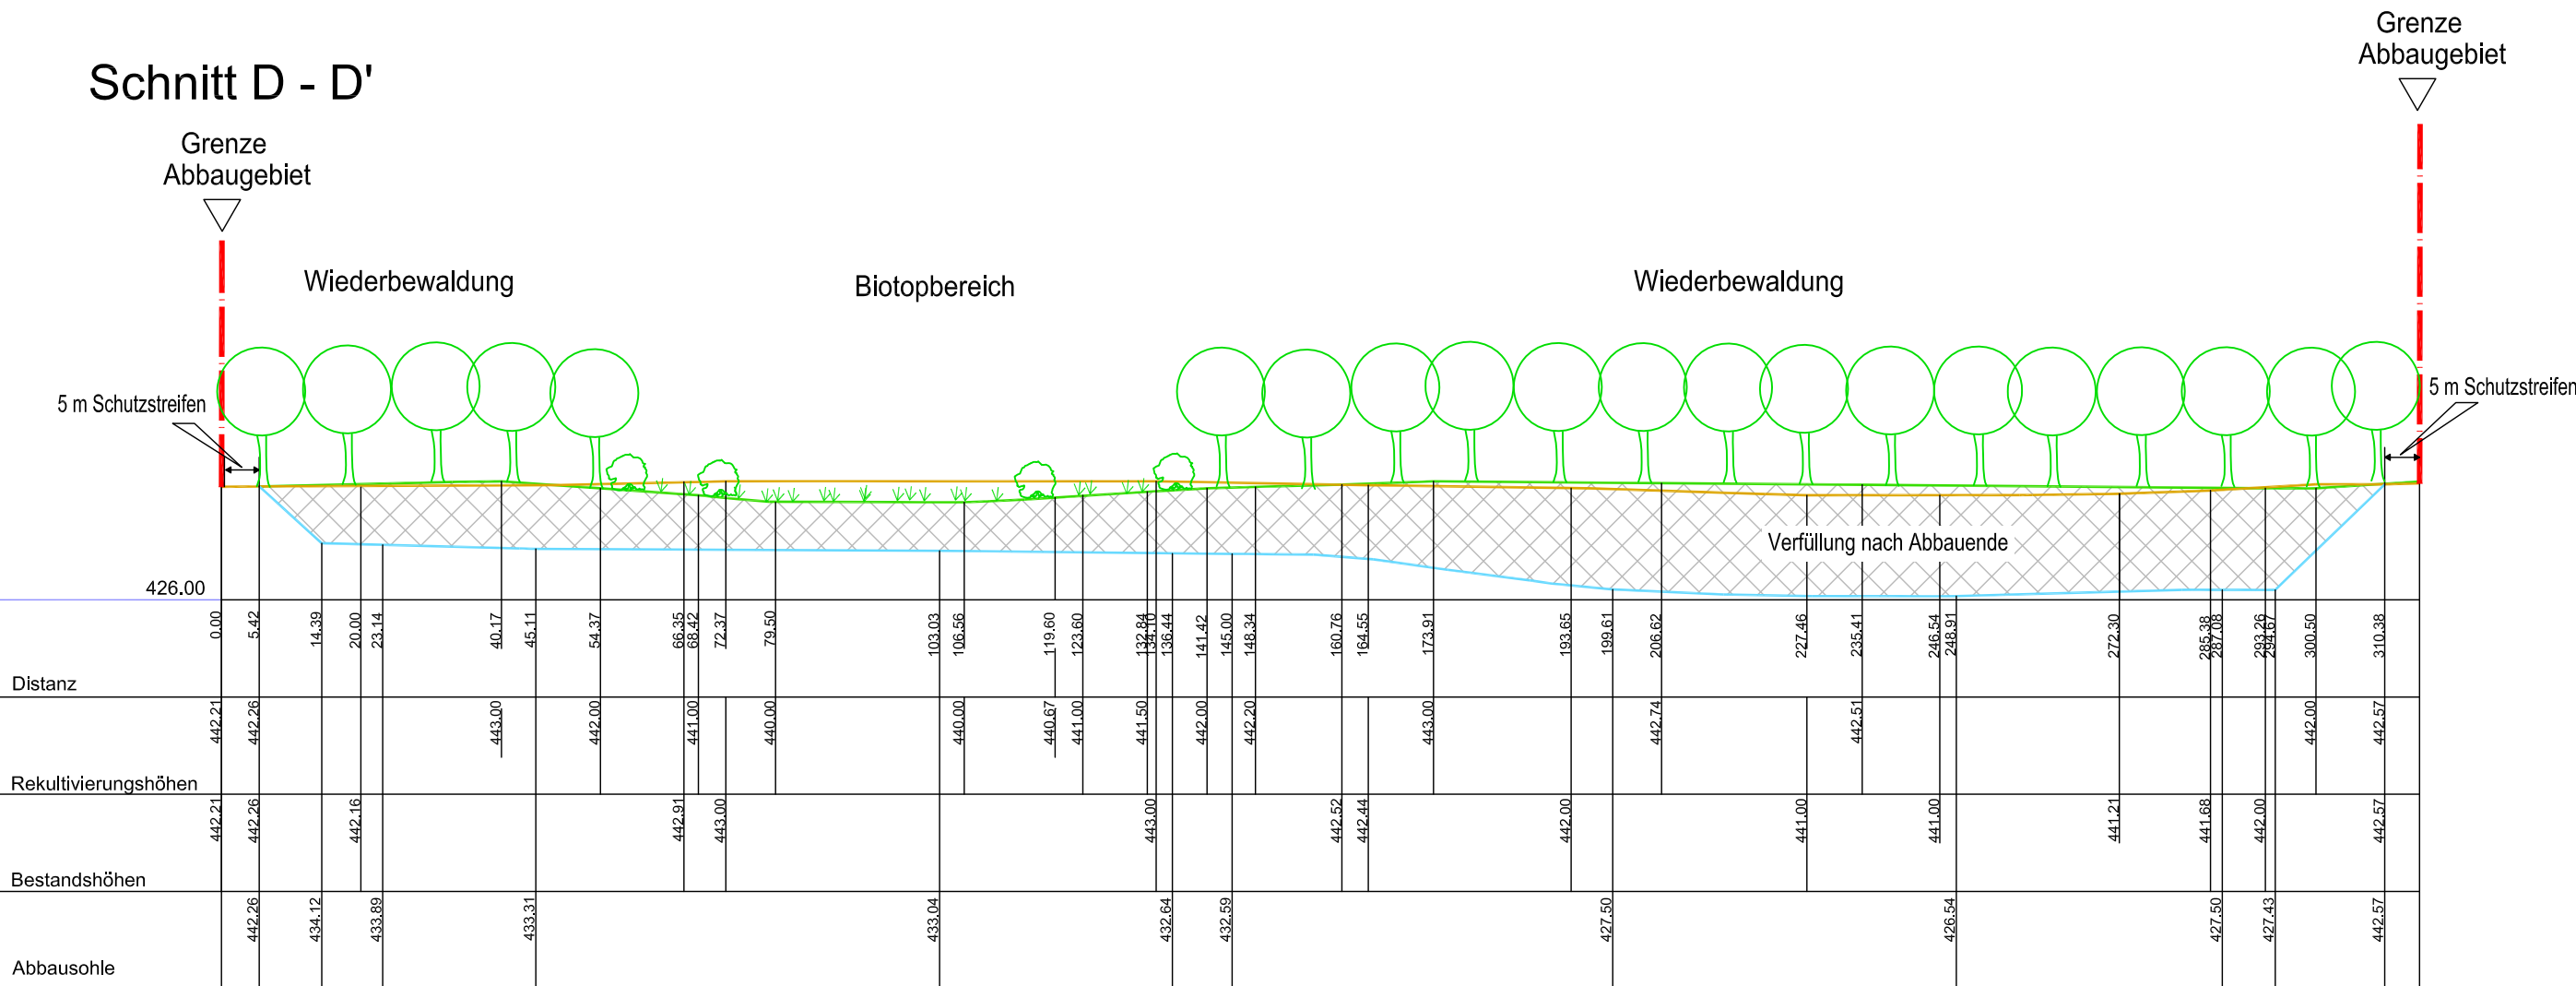 Schnitt D - D'
Grenze
Abbaugebiet
Grenze
Abbaugebiet
Wiederbewaldung
Biotopbereich
Wiederbewaldung
5 m Schutzstreifen
5 m Schutzstreifen
Verfüllung nach Abbauende
426.00
Distanz
0.00 5.42 14.39 20.00 23.14 40.17 45.11 54.37 66.35 68.42 72.37 79.50 103.03 106.56 119.60 123.60 132.84 134.10 136.44 141.42 145.00 148.34 160.76 164.55 173.91 193.65 199.61 206.62 227.46 235.41 246.54 248.91 272.30 285.38 287.08 293.26 294.67 300.50 310.38
Rekultivierungshöhen
442.21 442.26 443.00 442.00 441.00 440.00 440.00 440.67 441.00 441.50 442.00 442.20 443.00 442.74 442.51 442.00 442.57
Bestandshöhen
442.21 442.26 442.16 442.91 443.00 443.00 442.52 442.44 442.00 441.00 441.00 441.21 441.68 442.00 442.57
Abbausohle
442.26 434.12 433.89 433.31 433.04 432.64 432.59 427.50 426.54 427.50 427.43 442.57